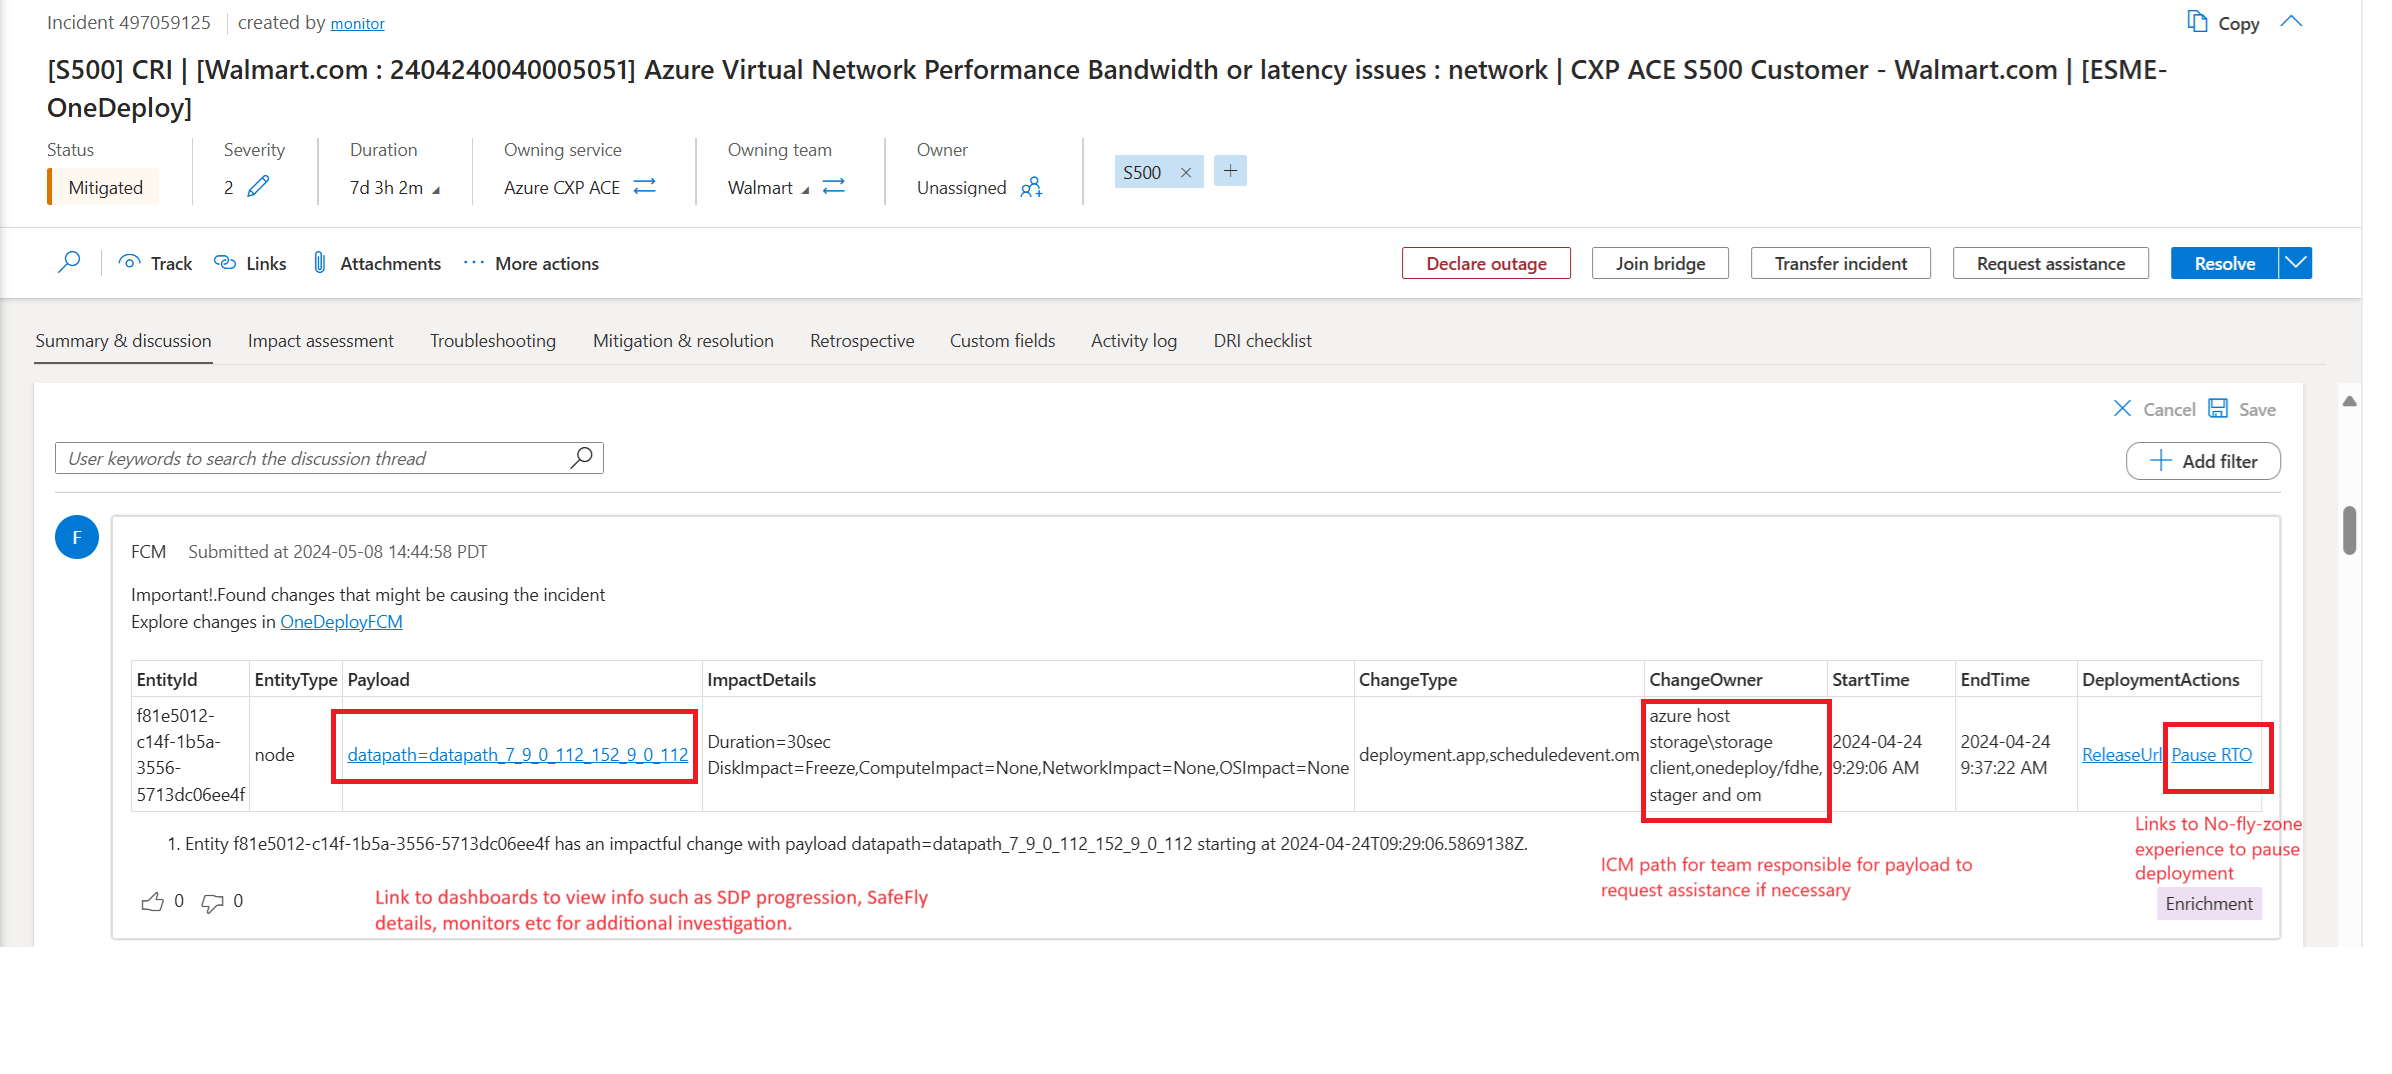 Incident 497059125 created by monitor
Copy
[S500] CRI | [Walmart.com : 2404240040005051] Azure Virtual Network Performance Bandwidth or latency issues : network | CXP ACE S500 Customer - Walmart.com | [ESME-
OneDeploy]
Status Severity Duration Owning service Owning team Owner
Mitigated 2 7d 3h 2m Azure CXP ACE Walmart Unassigned S500
Track Links Attachments More actions Declare outage Join bridge Transfer incident Request assistance Resolve
Summary & discussion Impact assessment Troubleshooting Mitigation & resolution Retrospective Custom fields Activity log DRI checklist
Cancel Save
User keywords to search the discussion thread
Add filter
F
FCM Submitted at 2024-05-08 14:44:58 PDT
Important!.Found changes that might be causing the incident
Explore changes in OneDeployFCM
EntityId EntityType Payload ImpactDetails ChangeType ChangeOwner StartTime EndTime DeploymentActions
f81e5012-
c14f-1b5a-
3556-
5713dc06ee4f
node
datapath=datapath_7_9_0_112_152_9_0_112
Duration=30sec
DiskImpact=Freeze,ComputeImpact=None,NetworkImpact=None,OSImpact=None
deployment.app,scheduledevent.om
azure host
storage\storage
client,onedeploy/fdhe,
stager and om
2024-04-24
9:29:06 AM
2024-04-24
9:37:22 AM
ReleaseUrl Pause RTO
1. Entity f81e5012-c14f-1b5a-3556-5713dc06ee4f has an impactful change with payload datapath=datapath_7_9_0_112_152_9_0_112 starting at 2024-04-24T09:29:06.5869138Z.
Links to No-fly-zone
experience to pause
deployment
ICM path for team responsible for payload to
request assistance if necessary
Link to dashboards to view info such as SDP progression, SafeFly
details, monitors etc for additional investigation.
0 0
Enrichment